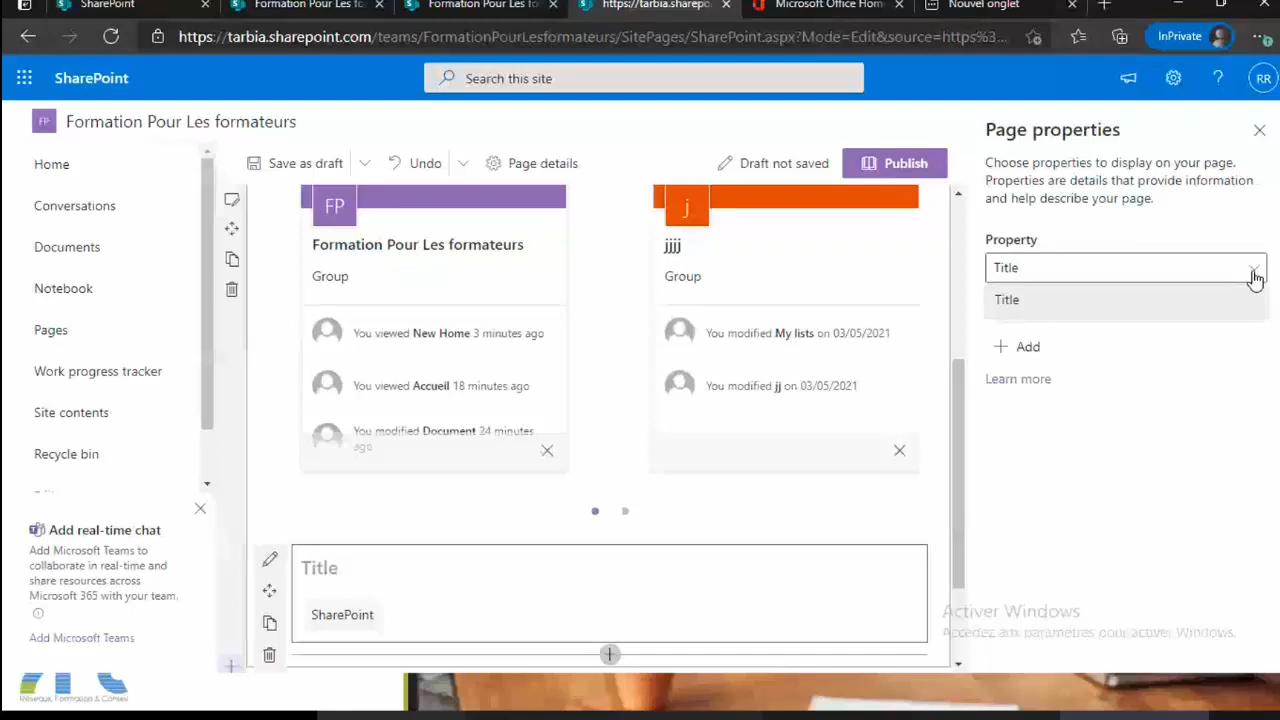 SharePoint
Formation Pour Les fo
Formation Pour Les for
https://tarbia.sharepo
Microsoft Office Hom
Nouvel onglet
https://tarbia.sharepoint.com/teams/FormationPourLesformateurs/SitePages/SharePoint.aspx?Mode=Edit&source=https%3...
InPrivate
SharePoint
Search this site
RR
FP
Formation Pour Les formateurs
Home
Conversations
Documents
Notebook
Pages
Work progress tracker
Site contents
Recycle bin
Add real-time chat
Add Microsoft Teams to
collaborate in real-time and
share resources across
Microsoft 365 with your team.
Add Microsoft Teams
Réseaux, Formation & Conseil
Save as draft
Undo
Page details
Draft not saved
Publish
FP
Formation Pour Les formateurs
Group
You viewed New Home 3 minutes ago
You viewed Accueil 18 minutes ago
You modified Document 24 minutes
ago
j
jjjj
Group
You modified My lists on 03/05/2021
You modified jj on 03/05/2021
Title
SharePoint
Page properties
Choose properties to display on your page.
Properties are details that provide information
and help describe your page.
Property
Title
Title
Add
Learn more
Activer Windows
Accédez aux paramètres pour activer Windows.